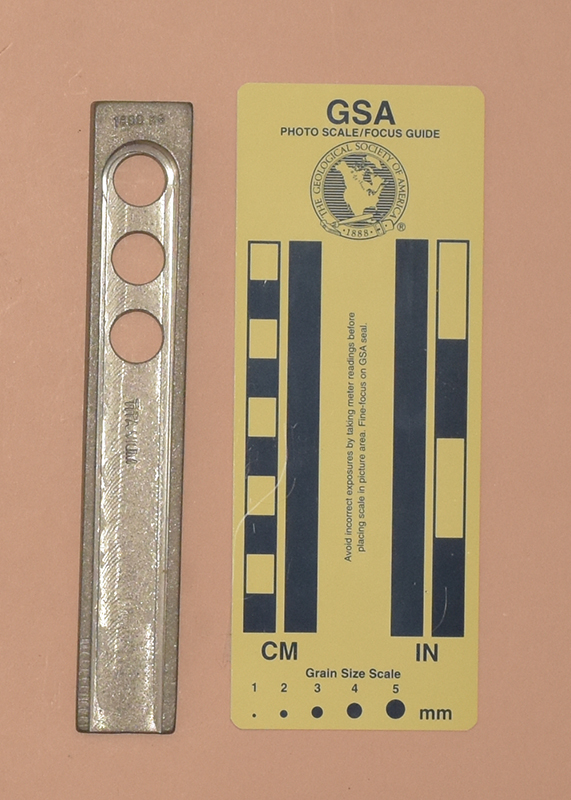 GSA
PHOTO SCALE/FOCUS GUIDE
THE GEOLOGICAL SOCIETY OF AMERICA
1888
®
Avoid incorrect exposures by taking meter readings before
placing scale in picture area. Fine-focus on GSA seal.
CM
IN
Grain Size Scale
1 2 3 4 5
mm